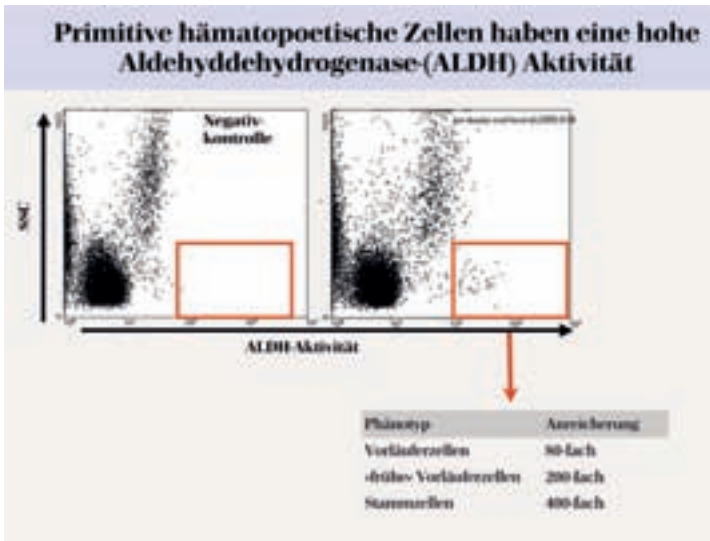 Primitive hämatopoetische Zellen haben eine hohe
Aldehyddehydrogenase-(ALDH) Aktivität
Negativ-
kontrolle
SSC
ALDH-Aktivität
Phänotyp Anreicherung
Vorläuferzellen 80-fach
«frühe» Vorläuferzellen 200-fach
Stammzellen 400-fach